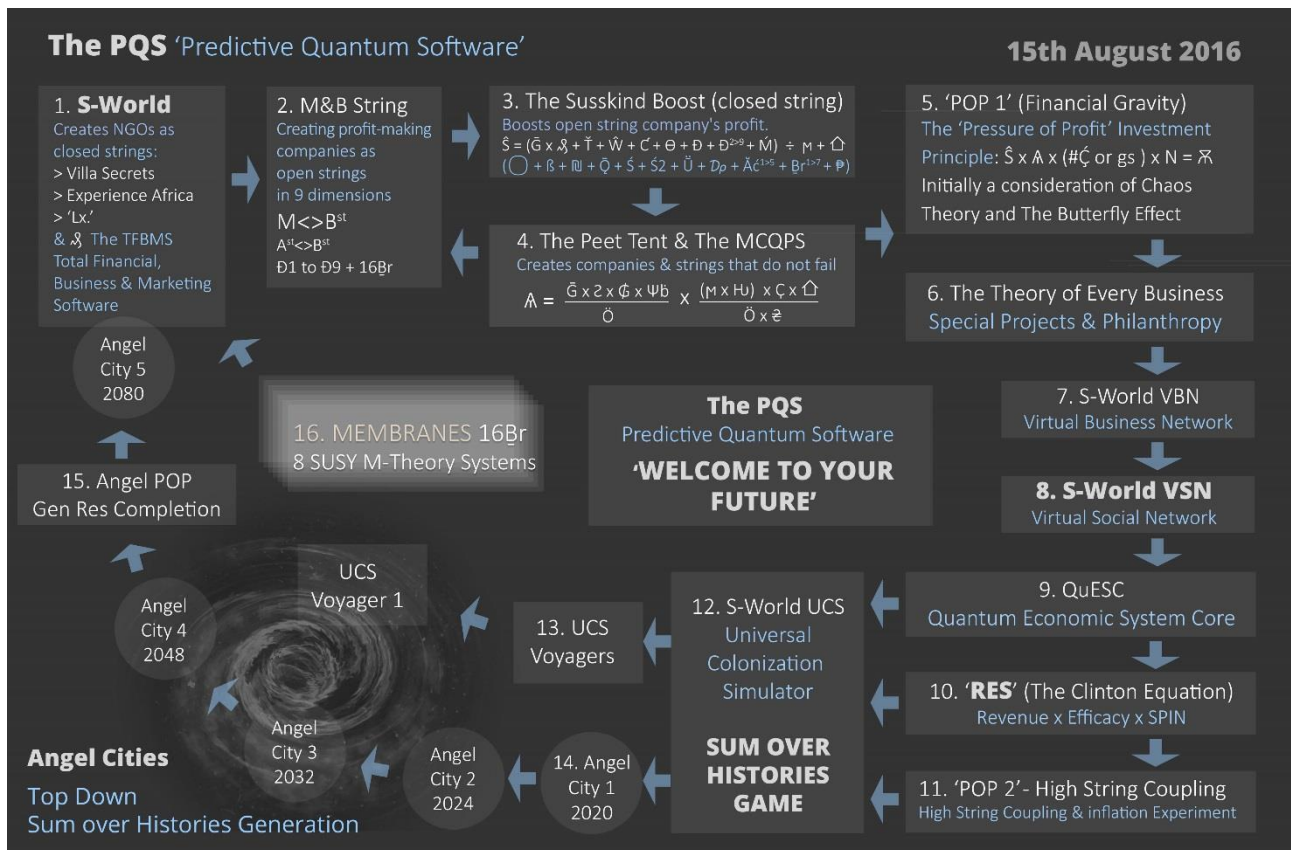 The PQS ‘Predictive Quantum Software’
15th August 2016
1. S-World
Creates NGOs as
closed strings:
> Villa Secrets
> Experience Africa
> ‘Lx.’
& The TFBMS
Total Financial,
Business & Marketing
Software
2. M&B String
Creating profit-making
companies as
open strings
in 9 dimensions
M<>Bˢᵗ
Aˢᵗ<>Bˢᵗ
Ð1 to Ð9 + 16Ḇr
3. The Susskind Boost (closed string)
Boosts open string company's profit.
4. The Peet Tent & The MCQPS
Creates companies & strings that do not fail
5. ‘POP 1’ (Financial Gravity)
The ‘Pressure of Profit’ Investment
Principle:
Initially a consideration of Chaos
Theory and The Butterfly Effect
6. The Theory of Every Business
Special Projects & Philanthropy
7. S-World VBN
Virtual Business Network
8. S-World VSN
Virtual Social Network
9. QuESC
Quantum Economic System Core
10. ‘RES’ (The Clinton Equation)
Revenue x Efficacy x SPIN
11. ‘POP 2’- High String Coupling
High String Coupling & inflation Experiment
12. S-World UCS
Universal
Colonization
Simulator
SUM OVER
HISTORIES
GAME
13. UCS
Voyagers
UCS
Voyager 1
14. Angel
City 1
2020
Angel
City 2
2024
Angel
City 3
2032
Angel
City 4
2048
15. Angel POP
Gen Res Completion
Angel
City 5
2080
16. MEMBRANES 16Ḇr
8 SUSY M-Theory Systems
The PQS
Predictive Quantum Software
‘WELCOME TO YOUR
FUTURE’
Angel Cities
Top Down
Sum over Histories Generation